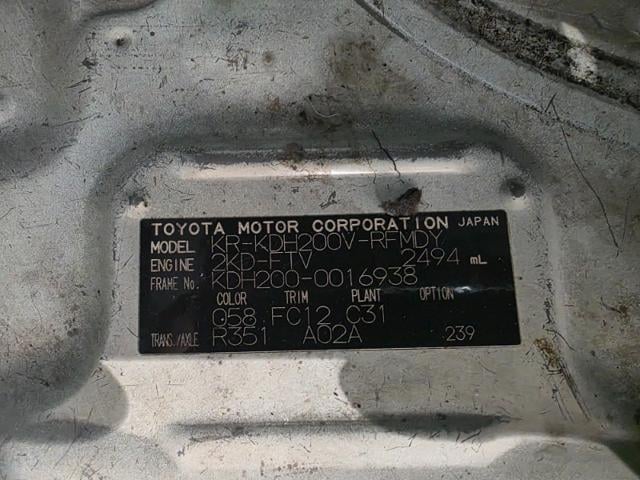 TOYOTA MOTOR CORPORATION JAPAN
MODEL KR-KDH200V-RFMDY
ENGINE 2KD-FTV 2494 mL
FRAME No. KDH200-0016938
COLOR TRIM PLANT OPTION
058 FC12 C31
TRANS./AXLE R351 A02A 239